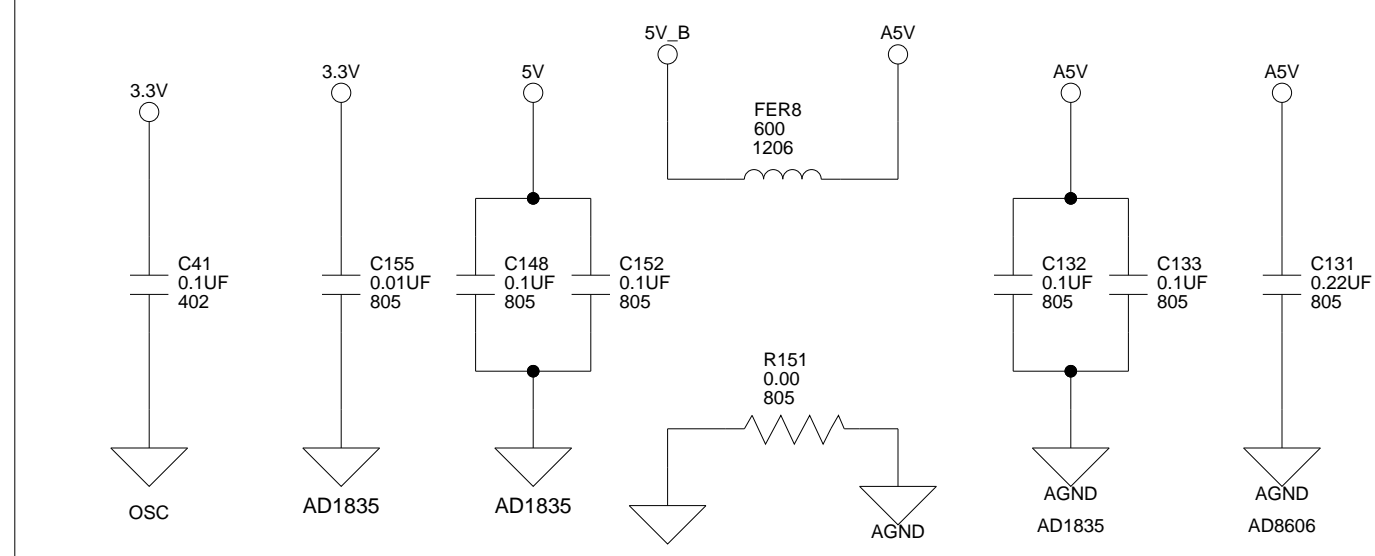 3.3V
C41
0.1UF
402
OSC
3.3V
C155
0.01UF
805
AD1835
5V
C148
0.1UF
805
C152
0.1UF
805
AD1835
5V_B
A5V
FER8
600
1206
R151
0.00
805
AGND
A5V
C132
0.1UF
805
C133
0.1UF
805
AGND
AD1835
A5V
C131
0.22UF
805
AGND
AD8606